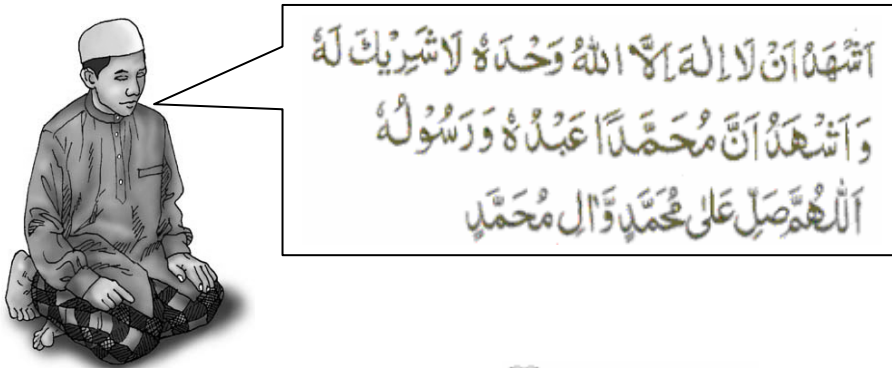 اَشْهَدُ اَنْ لَا اِلٰهَ اِلَّا اللهُ وَحْدَهٗ لَا شَرِيْكَ لَهٗ
وَ اَشْهَدُ اَنَّ مُحَمَّدًا عَبْدُهٗ وَ رَسُوْلُهٗ
اَللّٰهُمَّ صَلِّ عَلٰى مُحَمَّدٍ وَّاٰلِ مُحَمَّدٍ